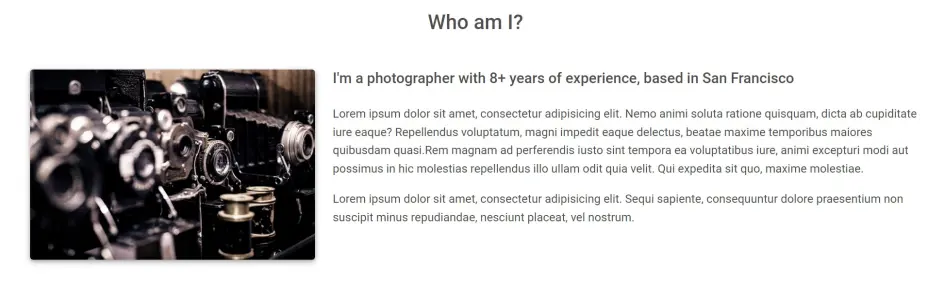 Who am I?
I'm a photographer with 8+ years of experience, based in San Francisco
Lorem ipsum dolor sit amet, consectetur adipisicing elit. Nemo animi soluta ratione quisquam, dicta ab cupiditate
iure eaque? Repellendus voluptatum, magni impedit eaque delectus, beatae maxime temporibus maiores
quibusdam quasi.Rem magnam ad perferendis iusto sint tempora ea voluptatibus iure, animi excepturi modi aut
possimus in hic molestias repellendus illo ullam odit quia velit. Qui expedita sit quo, maxime molestiae.
Lorem ipsum dolor sit amet, consectetur adipisicing elit. Sequi sapiente, consequuntur dolore praesentium non
suscipit minus repudiandae, nesciunt placeat, vel nostrum.